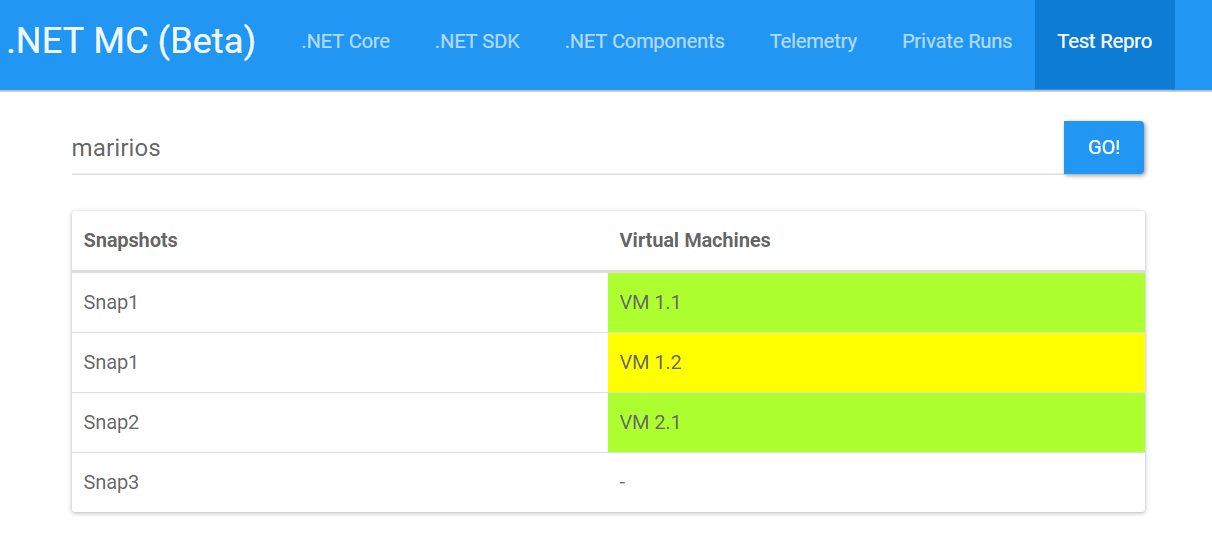 .NET MC (Beta) .NET Core .NET SDK .NET Components Telemetry Private Runs Test Repro
maririos GO!
Snapshots Virtual Machines
Snap1 VM 1.1
Snap1 VM 1.2
Snap2 VM 2.1
Snap3 -